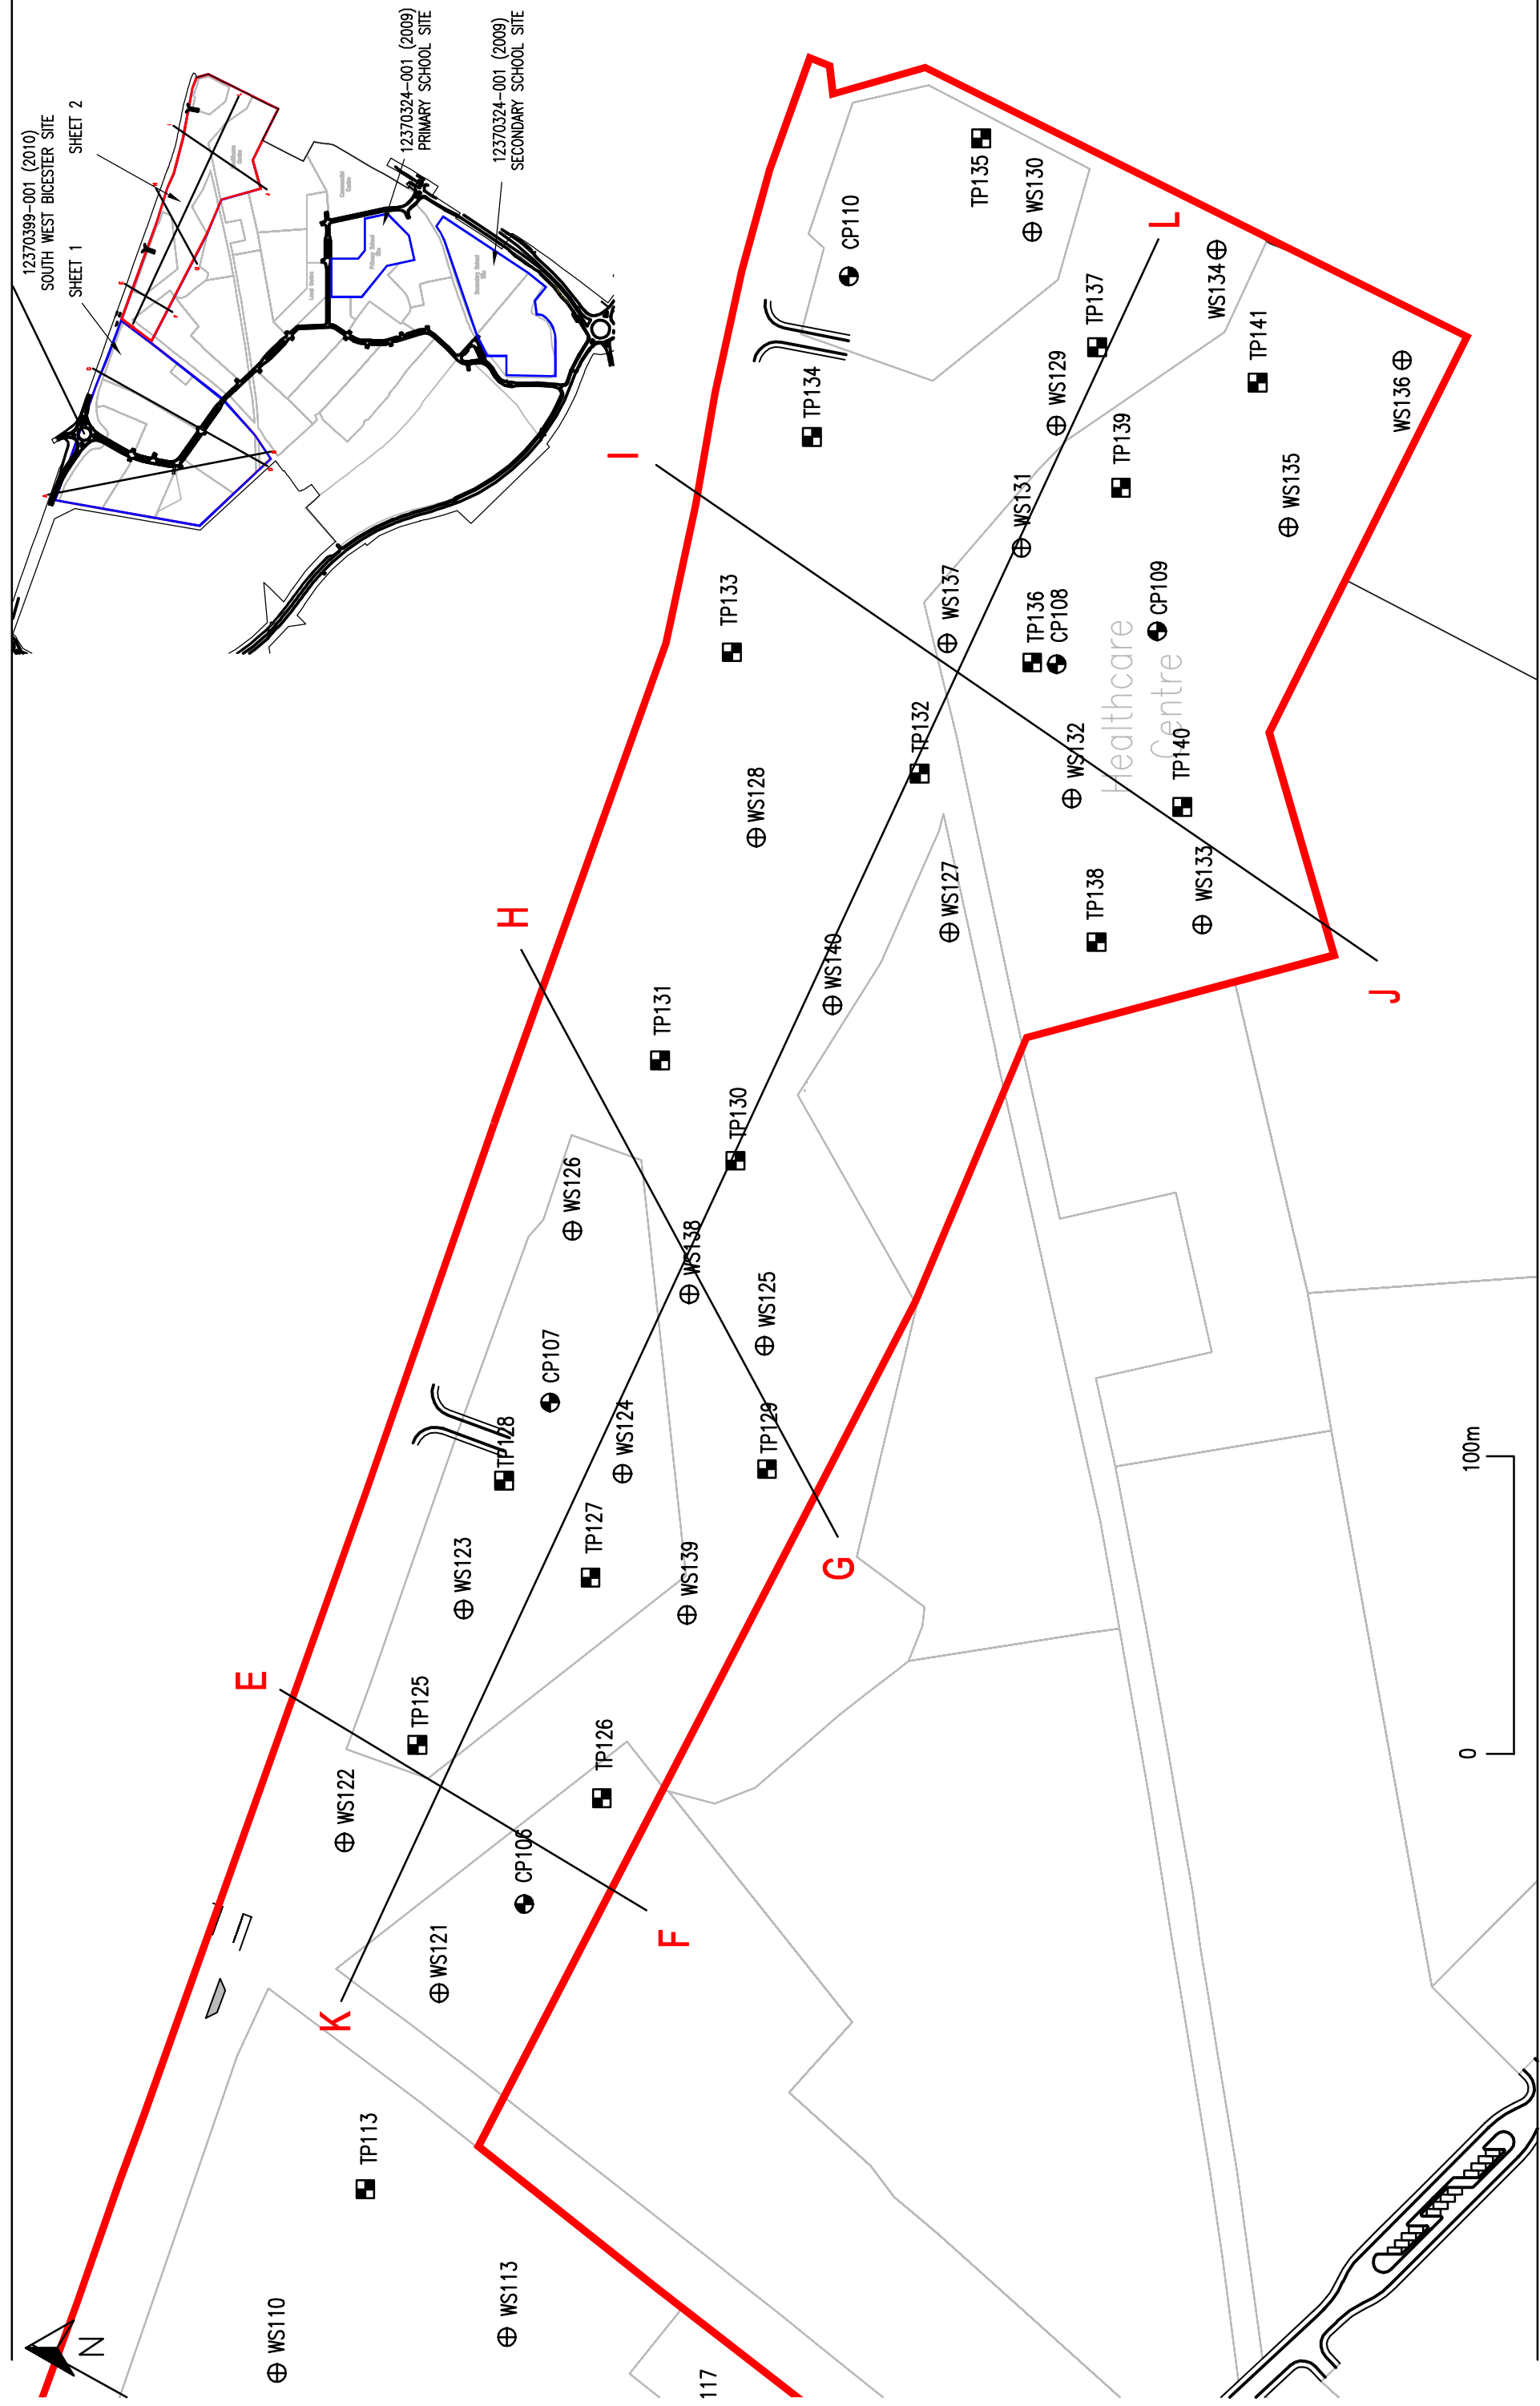 12370399-001 (2010)
SOUTH WEST BICESTER SITE
SHEET 1
SHEET 2
12370324-001 (2009)
PRIMARY SCHOOL SITE
12370324-001 (2009)
SECONDARY SCHOOL SITE
N
WS110
WS113
117
TP113
K
WS121
WS122
CP106
F
E
TP125
TP126
WS123
WS139
TP127
TP128
WS124
CP107
TP129
G
WS125
WS138
WS126
TP130
TP131
H
WS140
WS128
WS127
TP132
TP133
TP138
WS133
J
TP140
WS132
Healthcare
Centre
TP136
CP108
CP109
WS137
WS131
I
TP134
WS129
TP139
WS135
TP137
TP141
WS136
WS134
L
CP110
TP135
WS130
0
100m